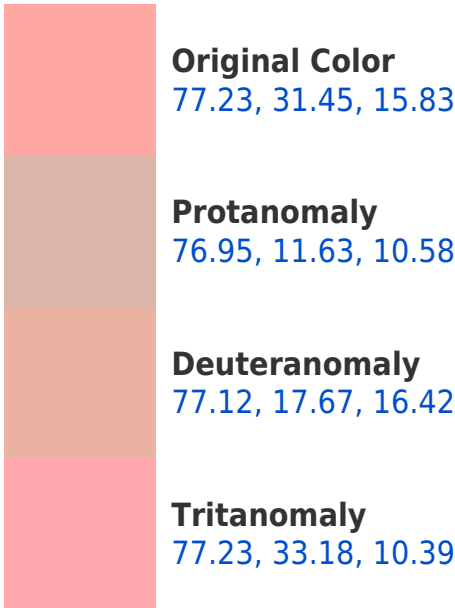 Original Color
77.23, 31.45, 15.83
Protanomaly
76.95, 11.63, 10.58
Deuteranomaly
77.12, 17.67, 16.42
Tritanomaly
77.23, 33.18, 10.39